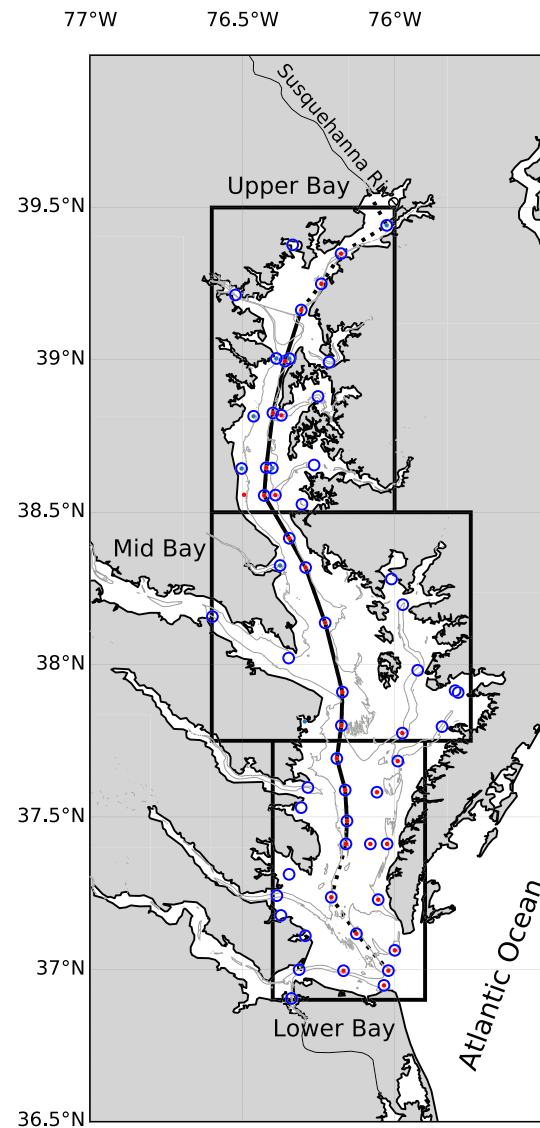 77°W 76.5°W 76°W
Susquehanna River
Upper Bay
39.5°N
39°N
38.5°N
Mid Bay
38°N
37.5°N
37°N
Lower Bay
Atlantic Ocean
36.5°N